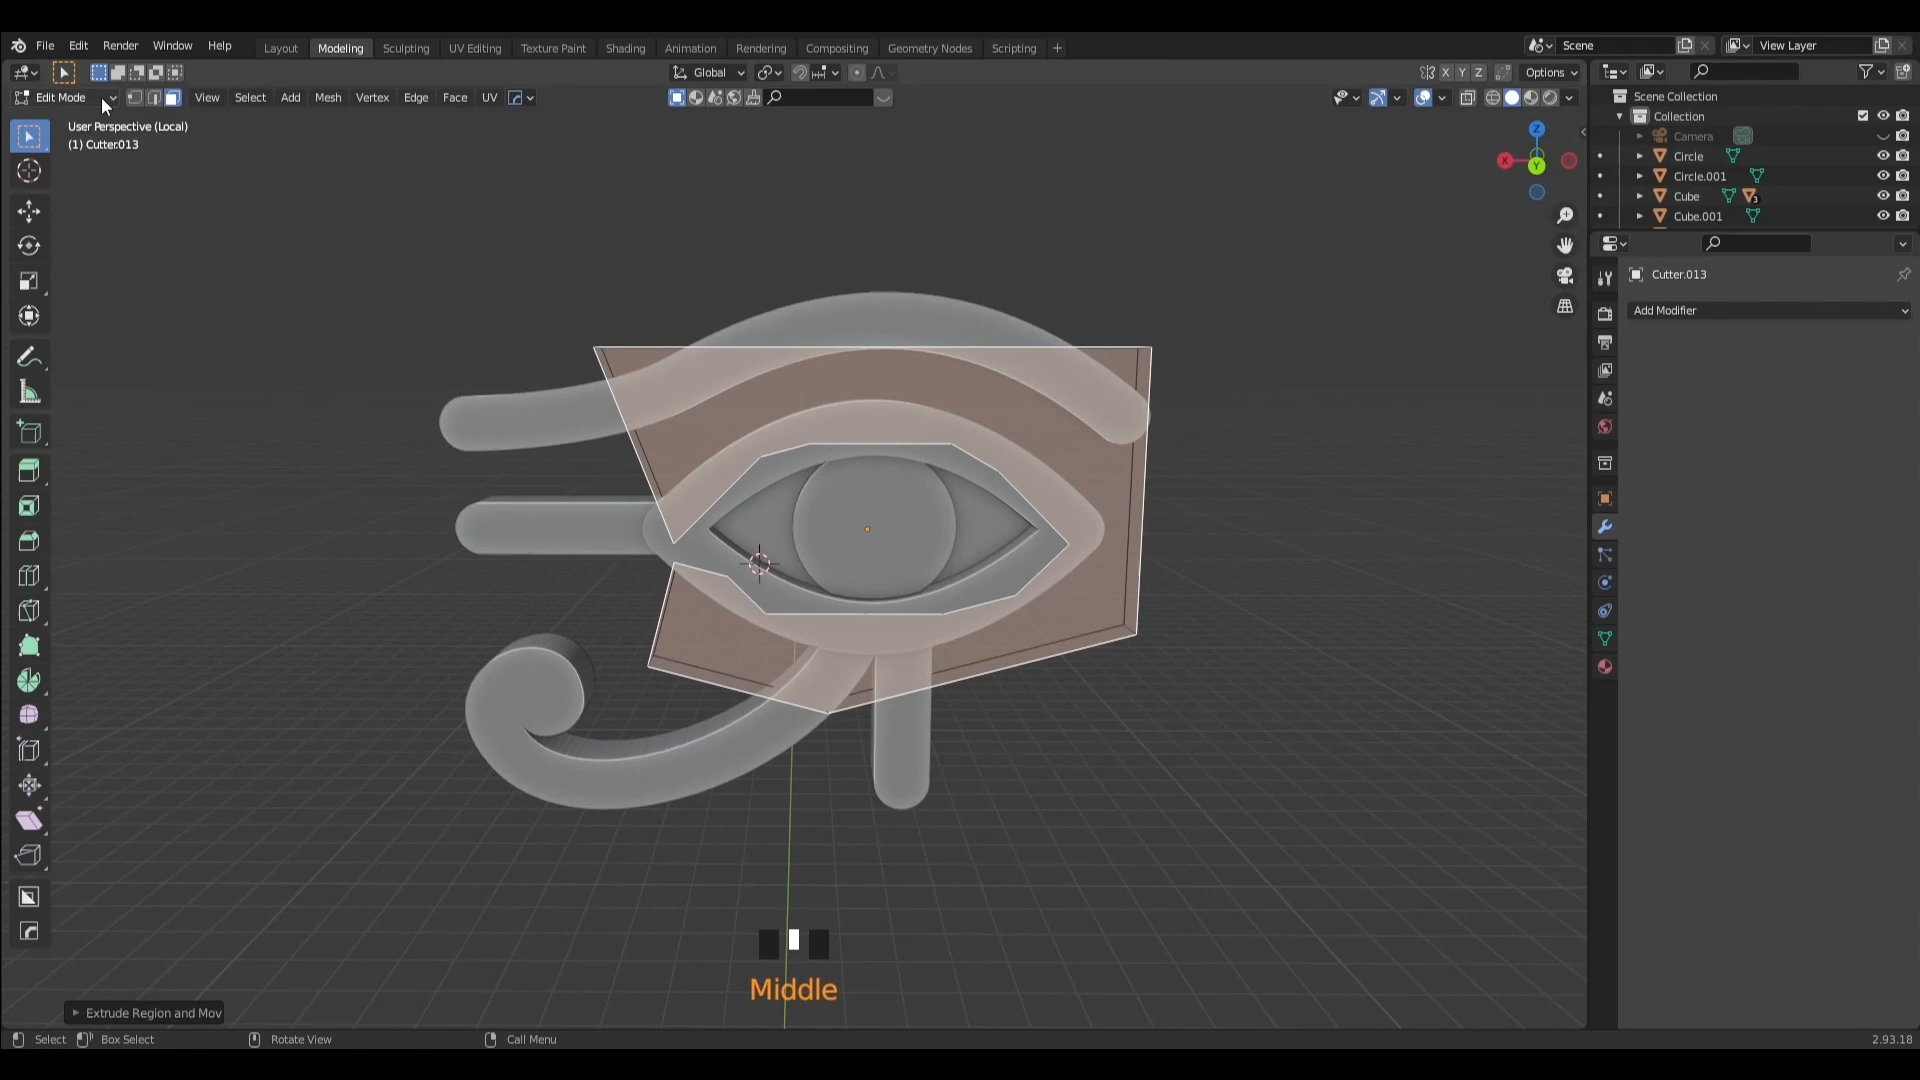 File Edit Render Window Help
Layout Modeling Sculpting UV Editing Texture Paint Shading Animation Rendering Compositing Geometry Nodes Scripting +
Scene
View Layer
Global
X Y Z
Options
Edit Mode
View Select Add Mesh Vertex Edge Face UV
User Perspective (Local)
(1) Cutter.013
Z
X
Y
Scene Collection
Collection
Camera
Circle
Circle.001
Cube
3
Cube.001
Cutter.013
Add Modifier
Middle
Extrude Region and Mov
Select
Box Select
Rotate View
Call Menu
2.93.18